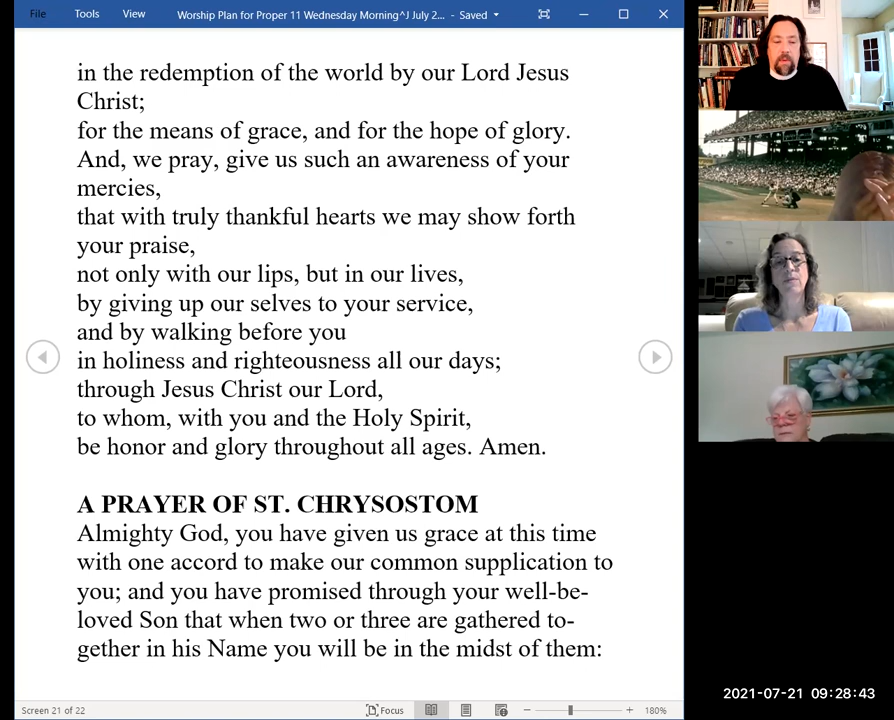 File Tools View Worship Plan for Proper 11 Wednesday Morning^J July 2... - Saved
in the redemption of the world by our Lord Jesus
Christ;
for the means of grace, and for the hope of glory.
And, we pray, give us such an awareness of your
mercies,
that with truly thankful hearts we may show forth
your praise,
not only with our lips, but in our lives,
by giving up our selves to your service,
and by walking before you
in holiness and righteousness all our days;
through Jesus Christ our Lord,
to whom, with you and the Holy Spirit,
be honor and glory throughout all ages. Amen.
A PRAYER OF ST. CHRYSOSTOM
Almighty God, you have given us grace at this time
with one accord to make our common supplication to
you; and you have promised through your well-be-
loved Son that when two or three are gathered to-
gether in his Name you will be in the midst of them:
2021-07-21 09:28:43
Screen 21 of 22 Focus 180%